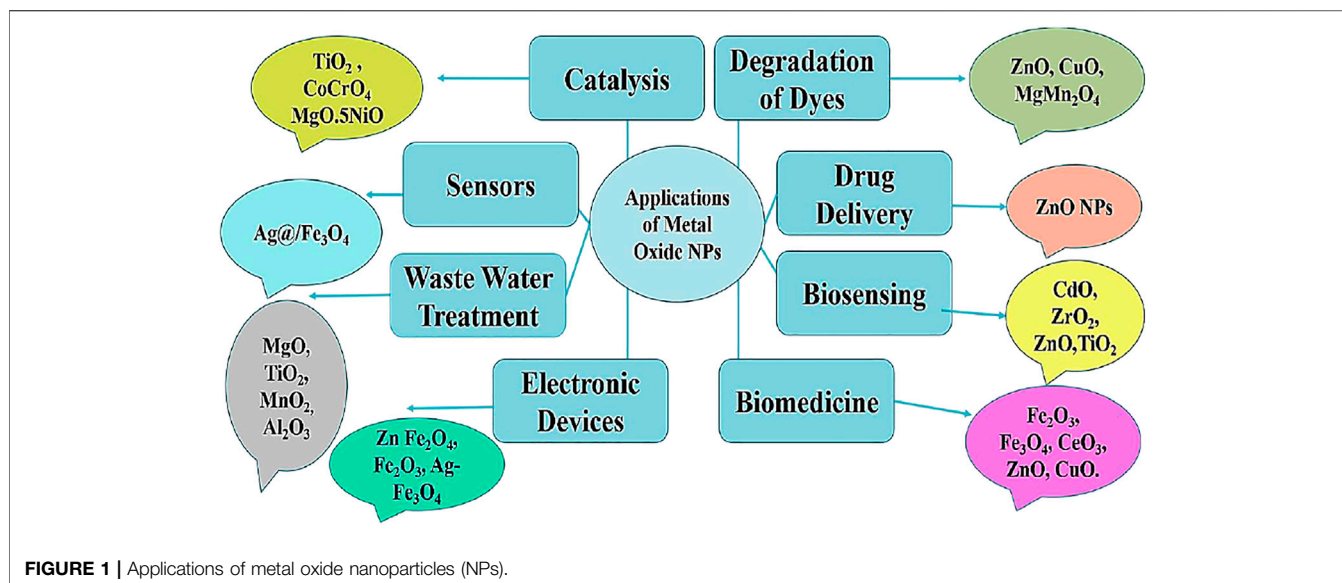 TiO₂ ,
CoCrO₄
MgO.5NiO
Catalysis
Degradation
of Dyes
ZnO, CuO,
MgMn₂O₄
Sensors
Ag@/Fe₃O₄
Applications
of Metal
Oxide NPs
Drug
Delivery
ZnO NPs
Waste Water
Treatment
MgO,
TiO₂,
MnO₂,
Al₂O₃
Biosensing
CdO,
ZrO₂,
ZnO,TiO₂
Electronic
Devices
Zn Fe₂O₄,
Fe₂O₃, Ag-
Fe₃O₄
Biomedicine
Fe₂O₃,
Fe₃O₄, CeO₃,
ZnO, CuO.
FIGURE 1 | Applications of metal oxide nanoparticles (NPs).